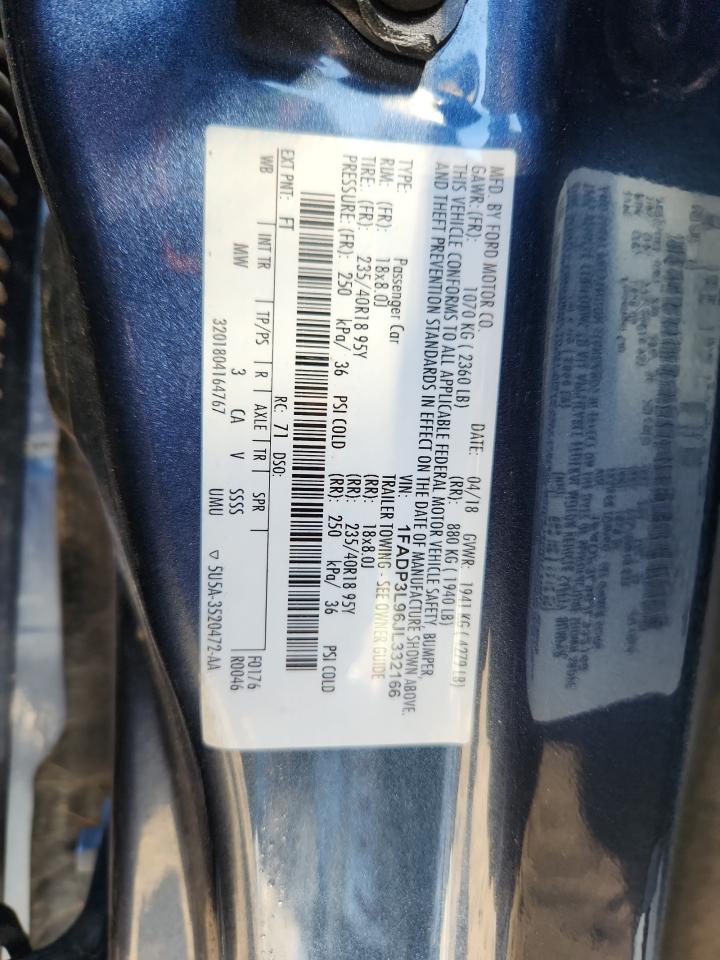 MFD. BY FORD MOTOR CO.
DATE: 04/18 GVWR: 1941 KG ( 4279 LB)
GAWR: (FR): 1070 KG ( 2360 LB) (RR): 880 KG ( 1940 LB)
THIS VEHICLE CONFORMS TO ALL APPLICABLE FEDERAL MOTOR VEHICLE SAFETY, BUMPER
AND THEFT PREVENTION STANDARDS IN EFFECT ON THE DATE OF MANUFACTURE SHOWN ABOVE.
VIN: 1FADP3L96JL332166
TYPE: Passenger Car TRAILER TOWING - SEE OWNER GUIDE
RIM: (FR): 18x8.0J (RR): 18x8.0J
TIRE: (FR): 235/40R18 95Y (RR): 235/40R18 95Y
PRESSURE: (FR): 250 kPa/ 36 PSI COLD (RR): 250 kPa/ 36 PSI COLD
EXT PNT: FT RC: 71 DSO: F0176
R0046
WB INT TR TP/PS R AXLE TR SPR
MW 3 CA V SSSS
3201804164767 UMU 5U5A-3520472-AA